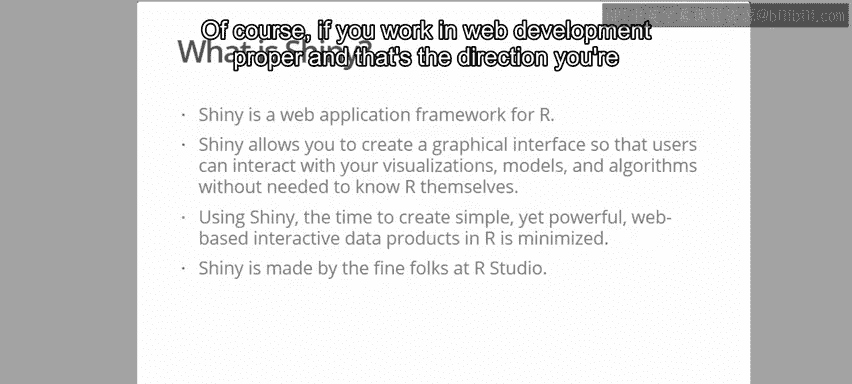 Of course, if you work in web development
proper and that's the direction you're
What is Shiny?
· Shiny is a web application framework for R.
· Shiny allows you to create a graphical interface so that users
can interact with your visualizations, models, and algorithms
without needed to know R themselves.
· Using Shiny, the time to create simple, yet powerful, web-
based interactive data products in R is minimized.
· Shiny is made by the fine folks at R Studio.